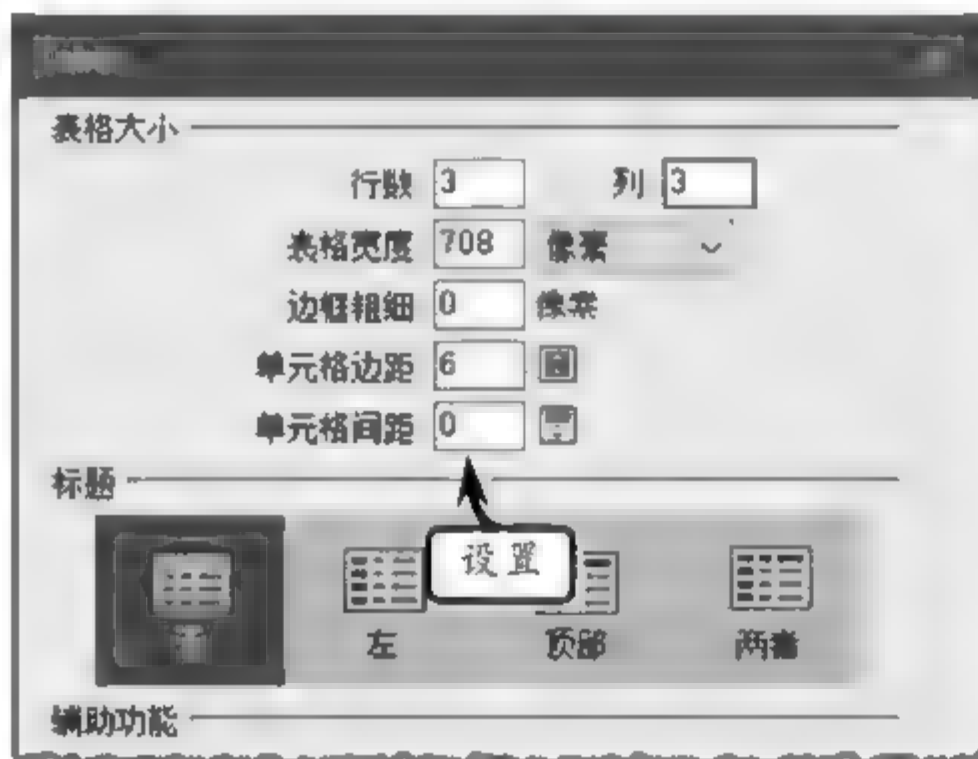 表格大小
行数 3 列 3
表格宽度 708 像素
边框粗细 0 像素
单元格边距 6
单元格间距 0
标题
设置
左 顶部 两者
辅助功能